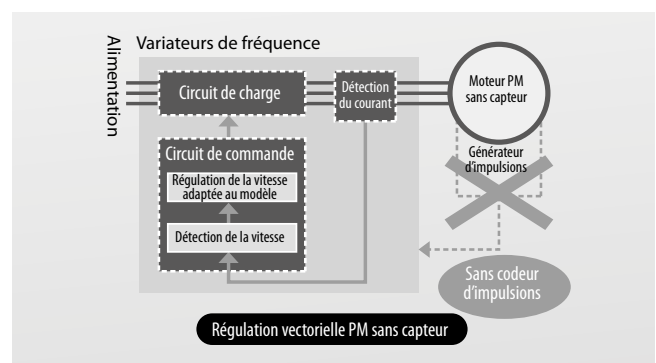 Alimentation
Variateurs de fréquence
Circuit de charge
Détection
du courant
Moteur PM
sans capteur
Circuit de commande
Régulation de la vitesse
adaptée au modèle
Détection de la vitesse
Générateur
d'impulsions
Sans codeur
d'impulsions
Régulation vectorielle PM sans capteur